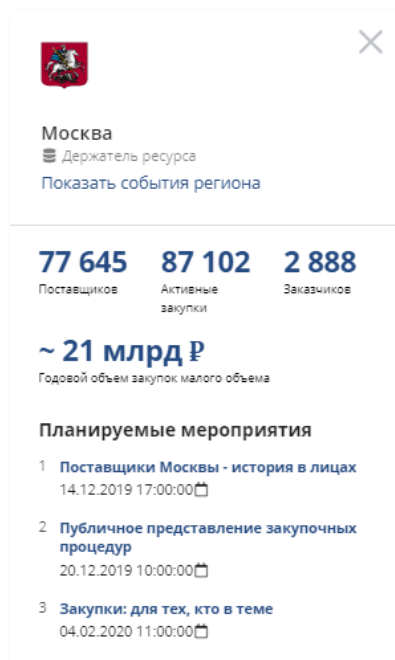 Москва
Держатель ресурса
Показать события региона
77 645 87 102 2 888
Поставщиков Активные Заказчиков
закупки
~ 21 млрд ₽
Годовой объем закупок малого объема
Планируемые мероприятия
1 Поставщики Москвы - история в лицах
14.12.2019 17:00:00
2 Публичное представление закупочных
процедур
20.12.2019 10:00:00
3 Закупки: для тех, кто в теме
04.02.2020 11:00:00